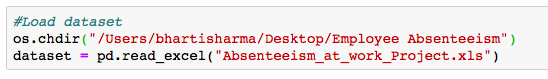 #Load dataset
os.chdir("/Users/bhartisharma/Desktop/Employee Absenteeism")
dataset = pd.read_excel("Absenteeism_at_work_Project.xls")